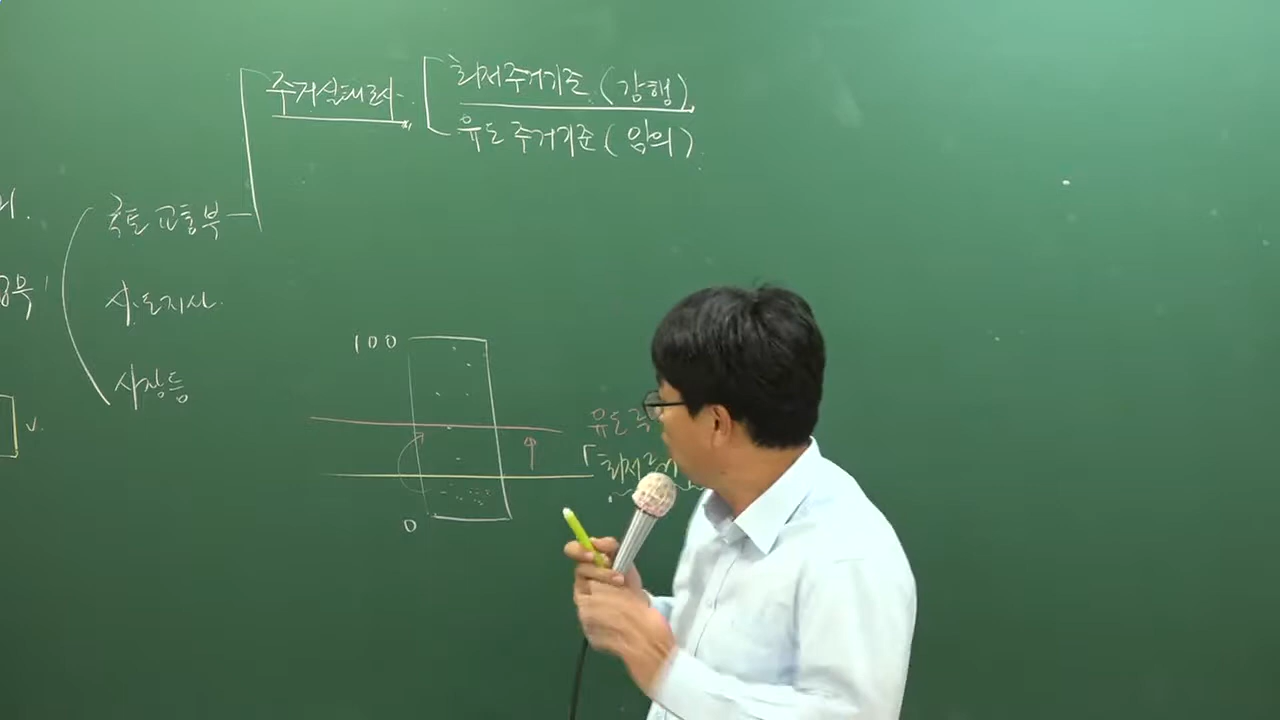 주거실태조사
최저주거기준 (강행)
유도주거기준 (임의)
국토교통부
시·도지사
시장등
100
유도주
최저주거
0